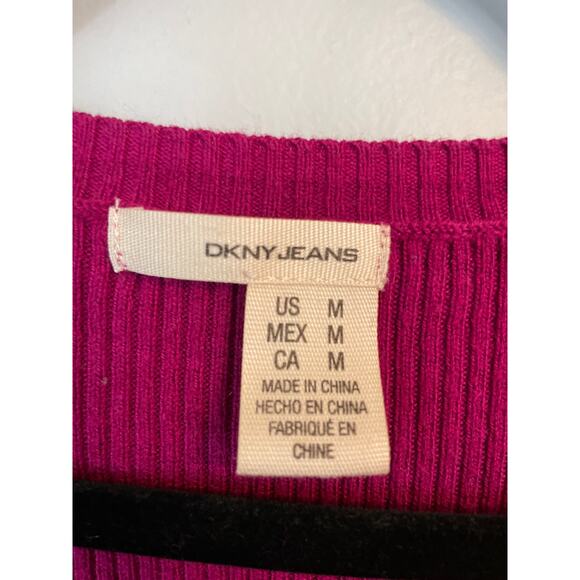 DKNY JEANS
US M
MEX M
CA M
MADE IN CHINA
HECHO EN CHINA
FABRIQUÉ EN
CHINE